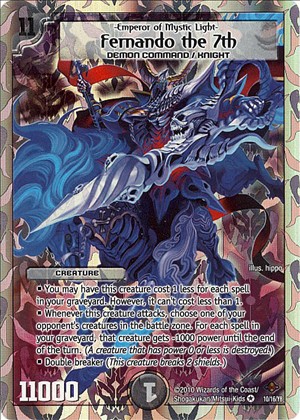 11
-Emperor of Mystic Light-
Fernando the 7th
DEMON COMMAND / KNIGHT
illus. hippo
CREATURE
■ You may have this creature cost 1 less for each spell
in your graveyard. However, it can't cost less than 1.
■ Whenever this creature attacks, choose one of your
opponent's creatures in the battle zone. For each spell in
your graveyard, that creature gets -1000 power until the end
of the turn. (A creature that has power 0 or less is destroyed.)
■ Double breaker (This creature breaks 2 shields.)
11000
1
©2010 Wizards of the Coast/
Shogakukan/Mitsui-Kids
10/16/Y1